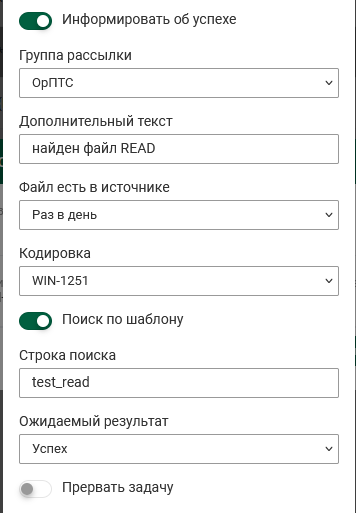 Информировать об успехе
Группа рассылки
ОрПТС
Дополнительный текст
найден файл READ
Файл есть в источнике
Раз в день
Кодировка
WIN-1251
Поиск по шаблону
Строка поиска
test_read
Ожидаемый результат
Успех
Прервать задачу